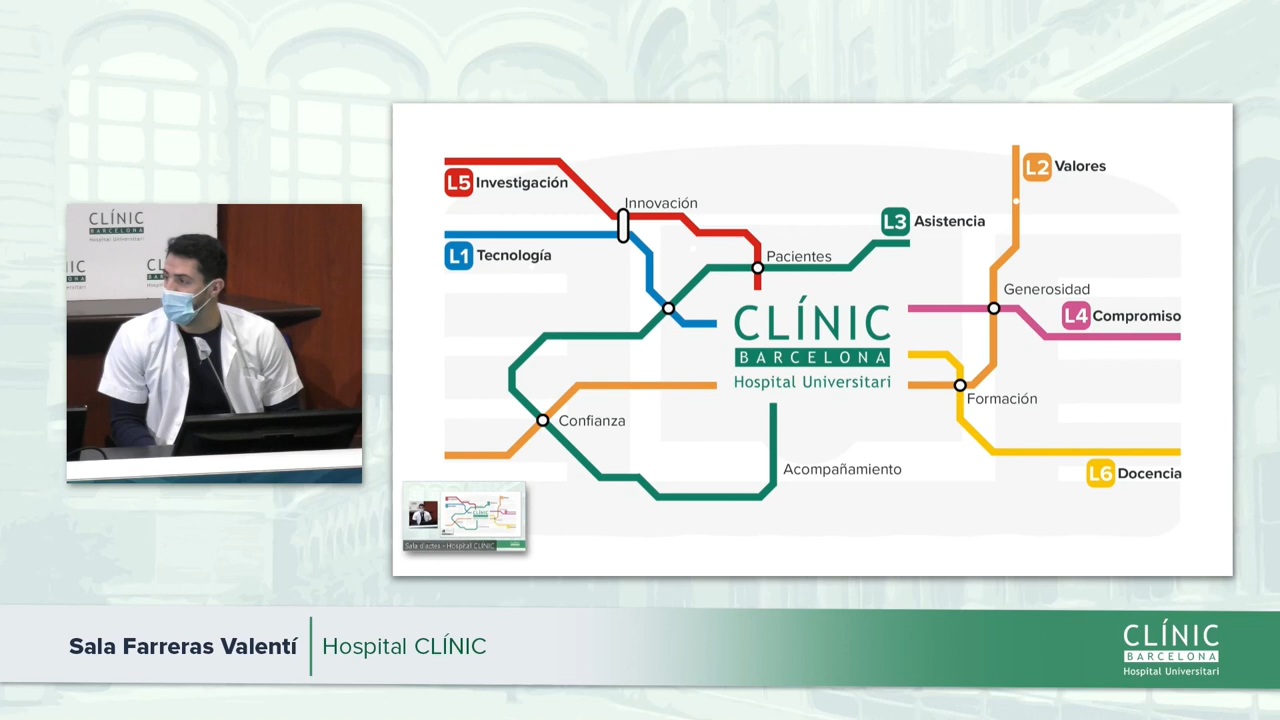 CLÍNIC
BARCELONA
Hospital Universitari
L5 Investigación
Innovación
L1 Tecnología
L2 Valores
L3 Asistencia
Pacientes
Generosidad
L4 Compromiso
CLÍNIC
BARCELONA
Hospital Universitari
Formación
Confianza
Acompañamiento
L6 Docencia
Sala d'actes - Hospital CLÍNIC
Sala Farreras Valentí
Hospital CLÍNIC
CLÍNIC
BARCELONA
Hospital Universitari